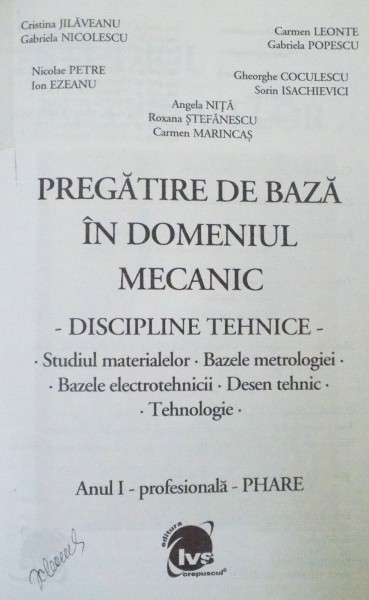 Cristina JILĂVEANU
Gabriela NICOLESCU
Carmen LEONTE
Gabriela POPESCU
Nicolae PETRE
Ion EZEANU
Gheorghe COCULESCU
Sorin ISACHIEVICI
Angela NIȚĂ
Roxana ȘTEFĂNESCU
Carmen MARINCAȘ
PREGĂTIRE DE BAZĂ
ÎN DOMENIUL
MECANIC
- DISCIPLINE TEHNICE -
· Studiul materialelor · Bazele metrologiei ·
· Bazele electrotehnicii · Desen tehnic ·
· Tehnologie ·
Anul I - profesională - PHARE
editura
lvs
crepuscul®